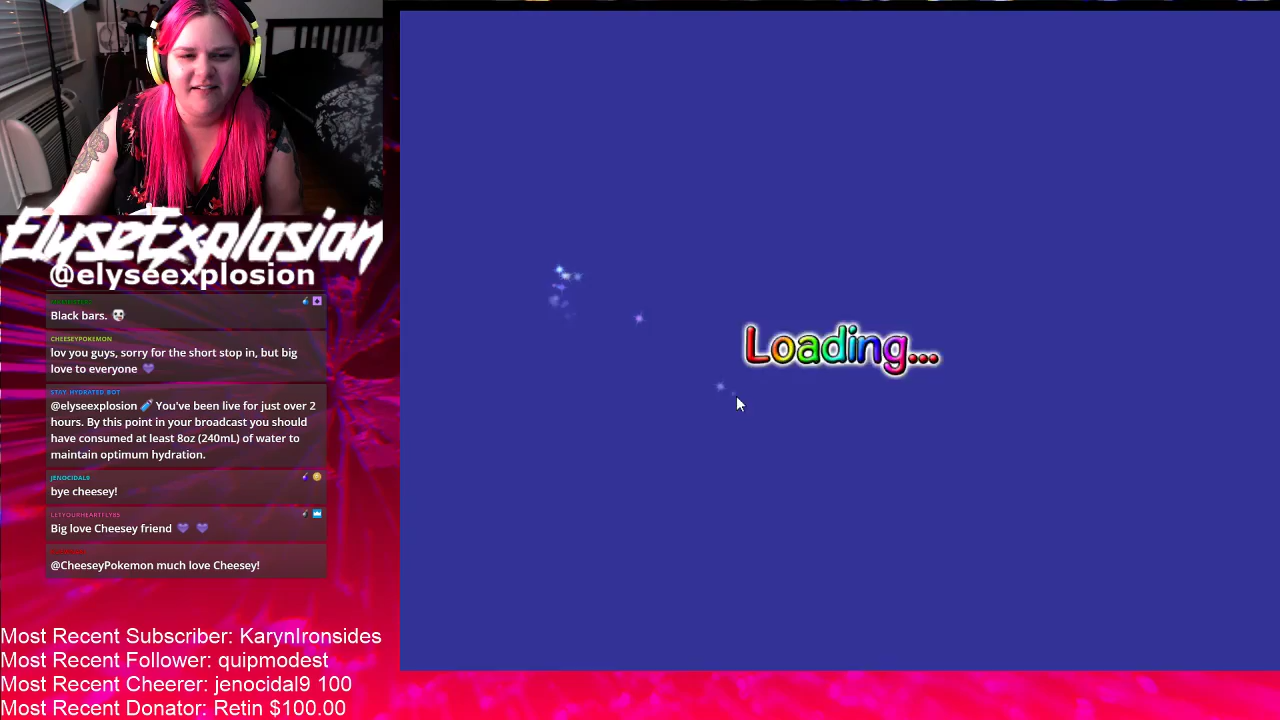 ElyseExplosion
@elyseexplosion
Black bars.
CHEESEYPOKEMON
lov you guys, sorry for the short stop in, but big
love to everyone
STAY_HYDRATED_BOT
@elyseexplosion You've been live for just over 2
hours. By this point in your broadcast you should
have consumed at least 8oz (240mL) of water to
maintain optimum hydration.
JENOCIDAL9
bye cheesey!
Big love Cheesey friend
@CheeseyPokemon much love Cheesey!
Most Recent Subscriber: KarynIronsides
Most Recent Follower: quipmodest
Most Recent Cheerer: jenocidal9 100
Most Recent Donator: Retin $100.00
Loading...